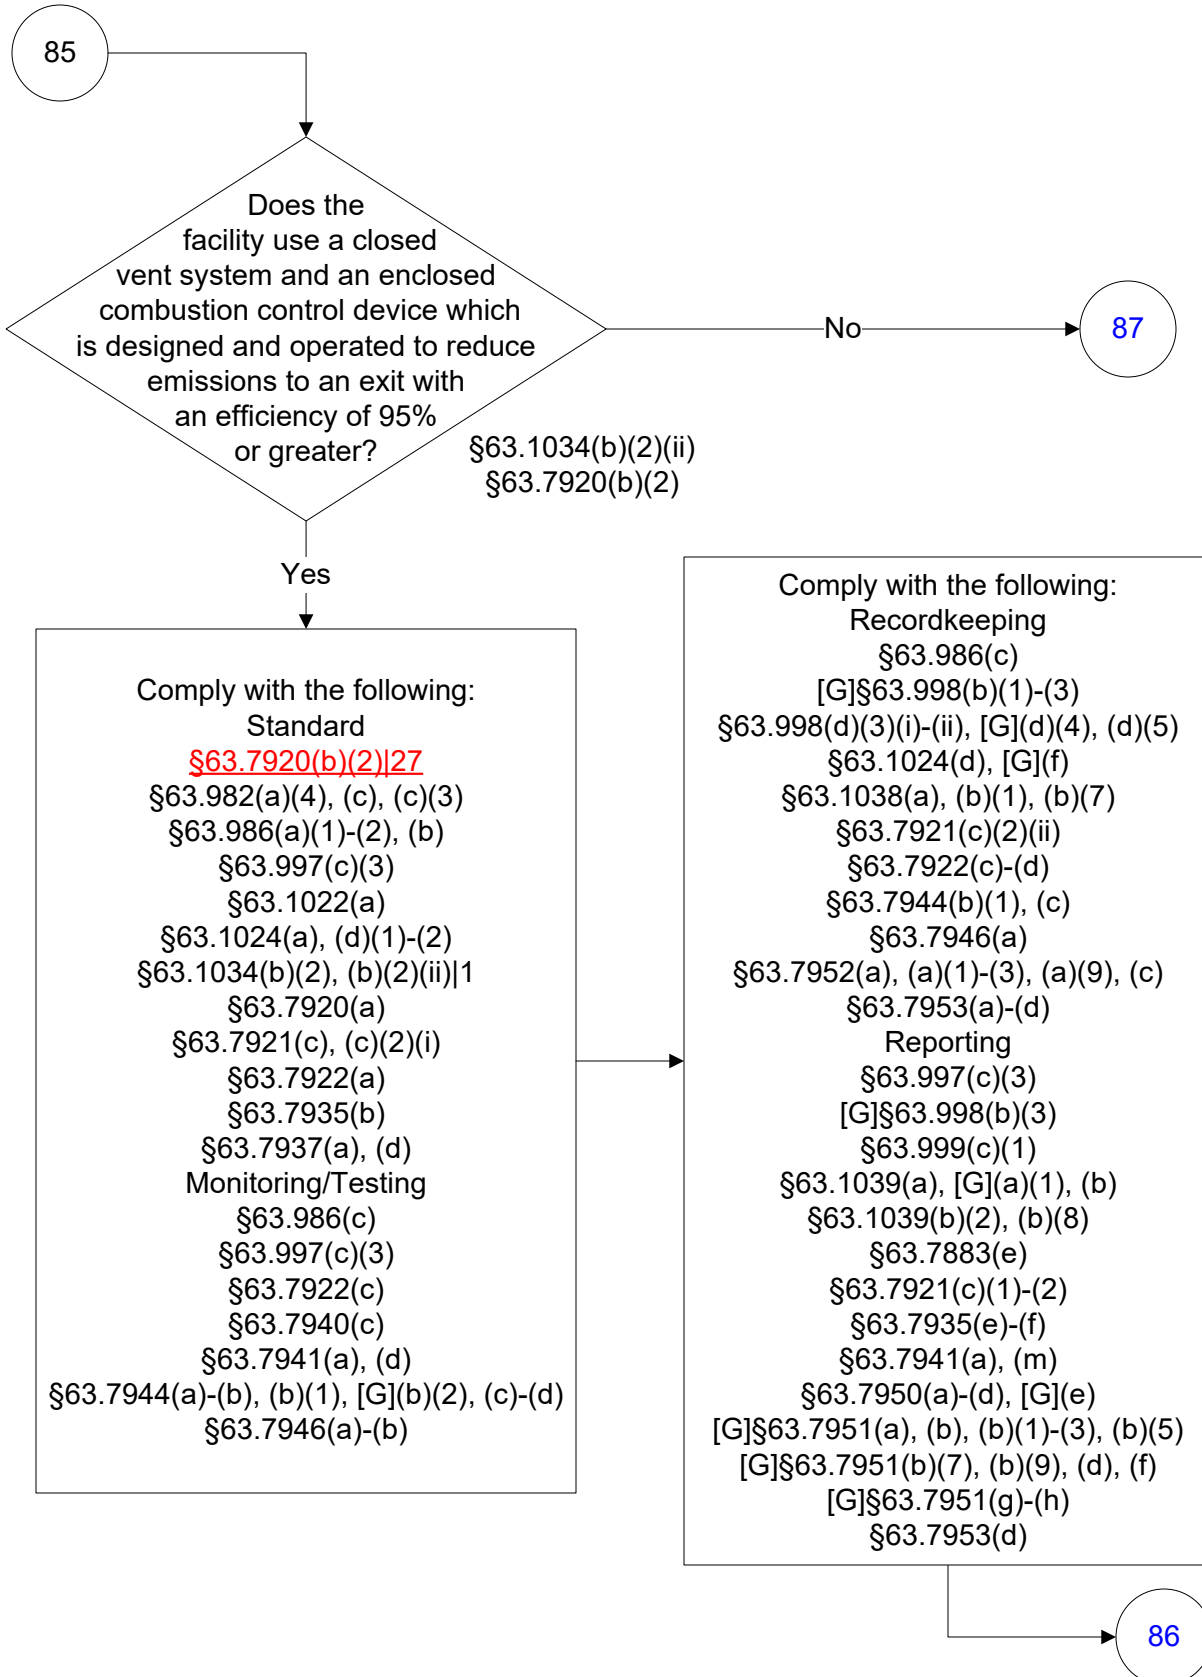 85
Does the
facility use a closed
vent system and an enclosed
combustion control device which
is designed and operated to reduce
emissions to an exit with
an efficiency of 95%
or greater?
No
87
§63.1034(b)(2)(ii)
§63.7920(b)(2)
Yes
Comply with the following:
Standard
§63.7920(b)(2)|27
§63.982(a)(4), (c), (c)(3)
§63.986(a)(1)-(2), (b)
§63.997(c)(3)
§63.1022(a)
§63.1024(a), (d)(1)-(2)
§63.1034(b)(2), (b)(2)(ii)|1
§63.7920(a)
§63.7921(c), (c)(2)(i)
§63.7922(a)
§63.7935(b)
§63.7937(a), (d)
Monitoring/Testing
§63.986(c)
§63.997(c)(3)
§63.7922(c)
§63.7940(c)
§63.7941(a), (d)
§63.7944(a)-(b), (b)(1), [G](b)(2), (c)-(d)
§63.7946(a)-(b)
Comply with the following:
Recordkeeping
§63.986(c)
[G]§63.998(b)(1)-(3)
§63.998(d)(3)(i)-(ii), [G](d)(4), (d)(5)
§63.1024(d), [G](f)
§63.1038(a), (b)(1), (b)(7)
§63.7921(c)(2)(ii)
§63.7922(c)-(d)
§63.7944(b)(1), (c)
§63.7946(a)
§63.7952(a), (a)(1)-(3), (a)(9), (c)
§63.7953(a)-(d)
Reporting
§63.997(c)(3)
[G]§63.998(b)(3)
§63.999(c)(1)
§63.1039(a), [G](a)(1), (b)
§63.1039(b)(2), (b)(8)
§63.7883(e)
§63.7921(c)(1)-(2)
§63.7935(e)-(f)
§63.7941(a), (m)
§63.7950(a)-(d), [G](e)
[G]§63.7951(a), (b), (b)(1)-(3), (b)(5)
[G]§63.7951(b)(7), (b)(9), (d), (f)
[G]§63.7951(g)-(h)
§63.7953(d)
86